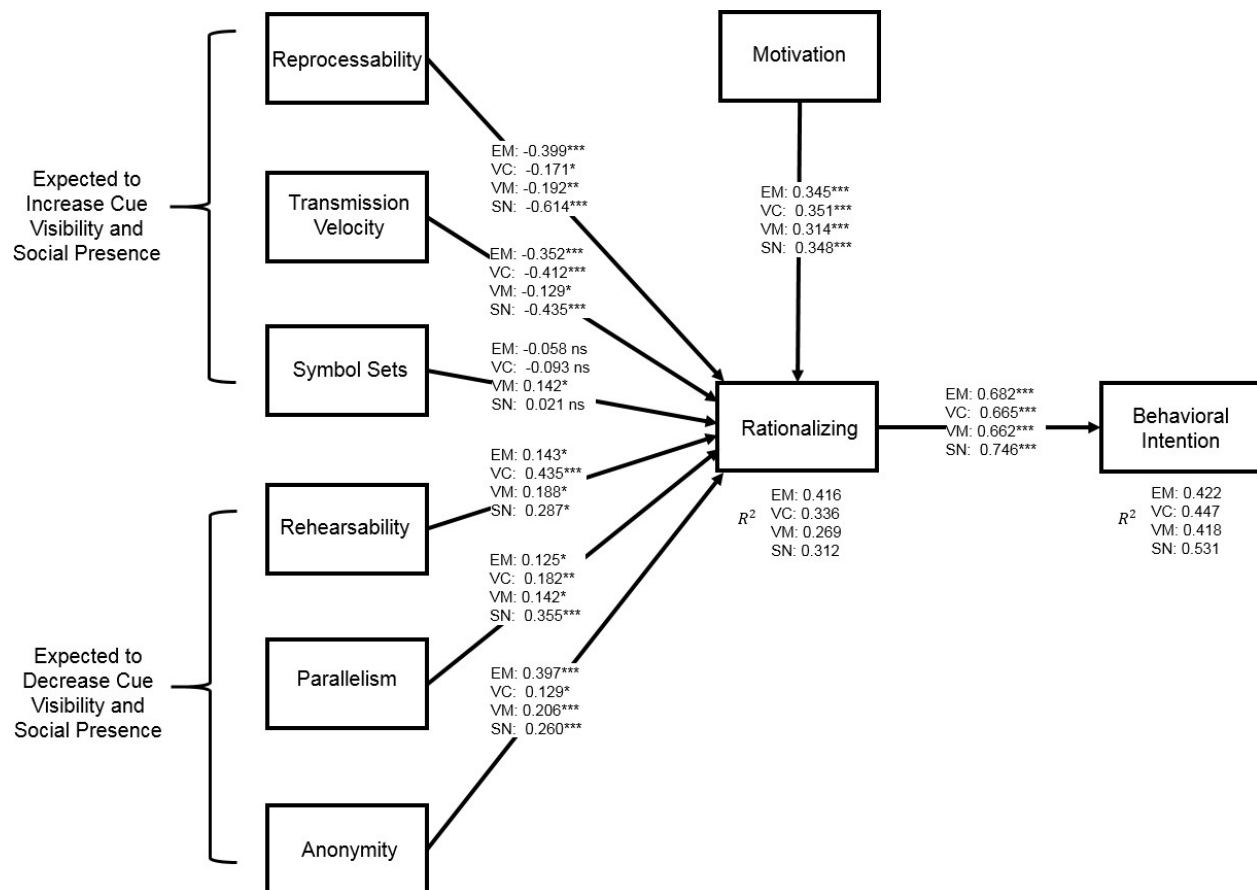 Expected to
Increase Cue
Visibility and
Social Presence
Reprocessability
Transmission
Velocity
Symbol Sets
Expected to
Decrease Cue
Visibility and
Social Presence
Rehearsability
Parallelism
Anonymity
EM: -0.399***
VC: -0.171*
VM: -0.192**
SN: -0.614***
EM: -0.352***
VC: -0.412***
VM: -0.129*
SN: -0.435***
EM: -0.058 ns
VC: -0.093 ns
VM: 0.142*
SN: 0.021 ns
EM: 0.143*
VC: 0.435***
VM: 0.188*
SN: 0.287*
EM: 0.125*
VC: 0.182**
VM: 0.142*
SN: 0.355***
EM: 0.397***
VC: 0.129*
VM: 0.206***
SN: 0.260***
Motivation
EM: 0.345***
VC: 0.351***
VM: 0.314***
SN: 0.348***
Rationalizing
R²
EM: 0.416
VC: 0.336
VM: 0.269
SN: 0.312
EM: 0.682***
VC: 0.665***
VM: 0.662***
SN: 0.746***
Behavioral
Intention
R²
EM: 0.422
VC: 0.447
VM: 0.418
SN: 0.531